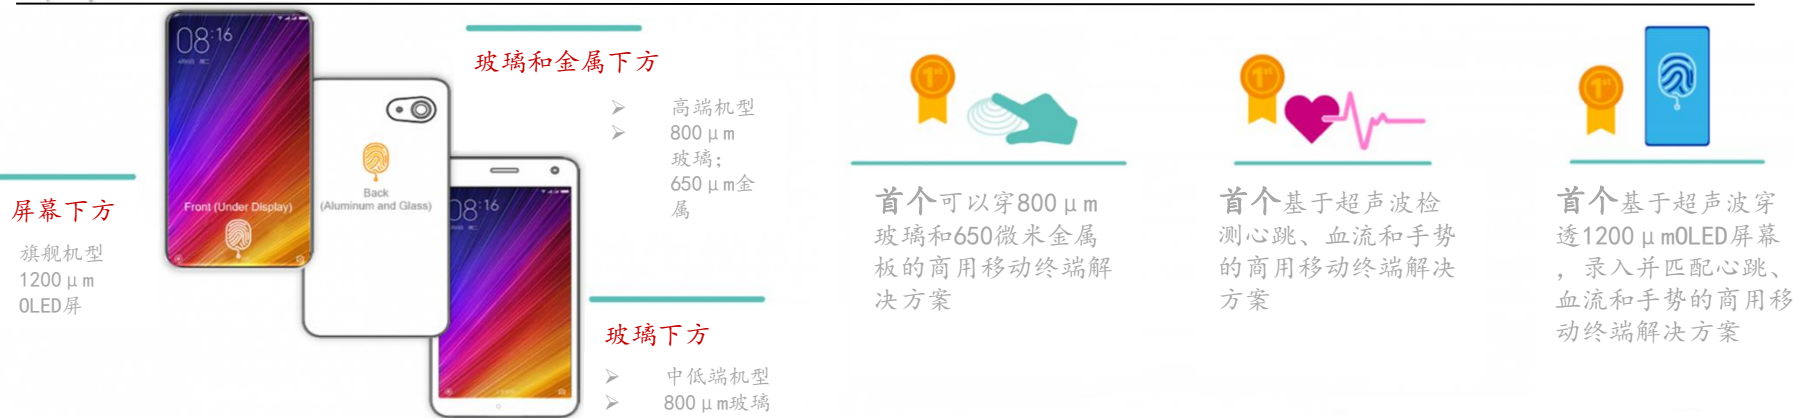 屏幕下方
旗舰机型
1200μm
OLED屏
08:16
Front (Under Display)
Back
(Aluminum and Glass)
08:16
玻璃和金属下方
➢ 高端机型
➢ 800μm
玻璃;
650μm金
属
玻璃下方
➢ 中低端机型
➢ 800μm玻璃
1st
首个可以穿800μm
玻璃和650微米金属
板的商用移动终端解
决方案
1st
首个基于超声波检
测心跳、血流和手势
的商用移动终端解决
方案
1st
首个基于超声波穿
透1200μmOLED屏幕
，录入并匹配心跳、
血流和手势的商用移
动终端解决方案